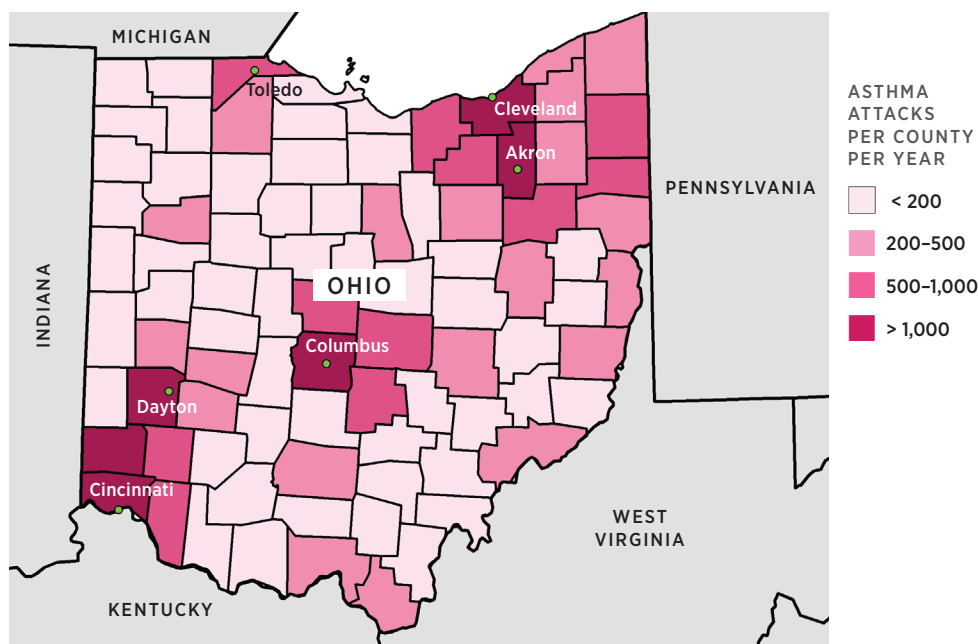 MICHIGAN
Toledo
Cleveland
Akron
PENNSYLVANIA
INDIANA
OHIO
Columbus
Dayton
Cincinnati
WEST
VIRGINIA
KENTUCKY
ASTHMA
ATTACKS
PER COUNTY
PER YEAR
< 200
200–500
500–1,000
> 1,000